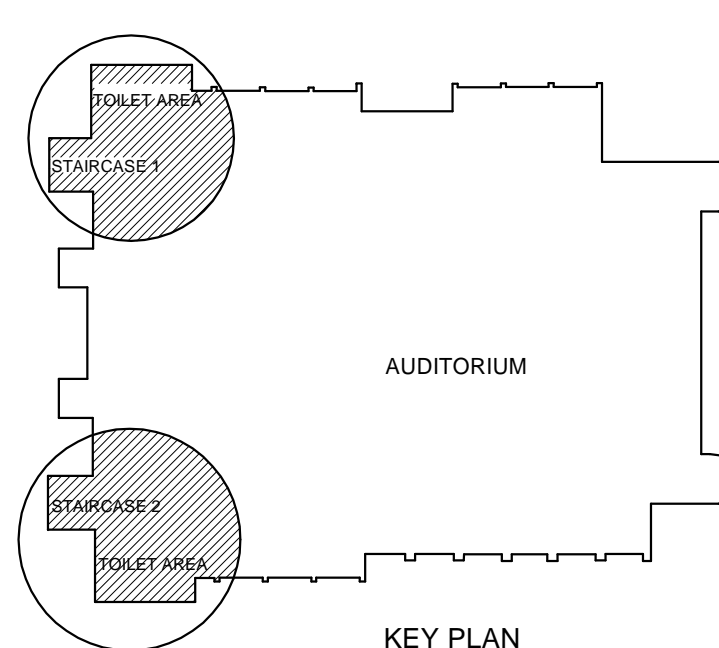 TOILET AREA
STAIRCASE 1
AUDITORIUM
STAIRCASE 2
TOILET AREA
KEY PLAN